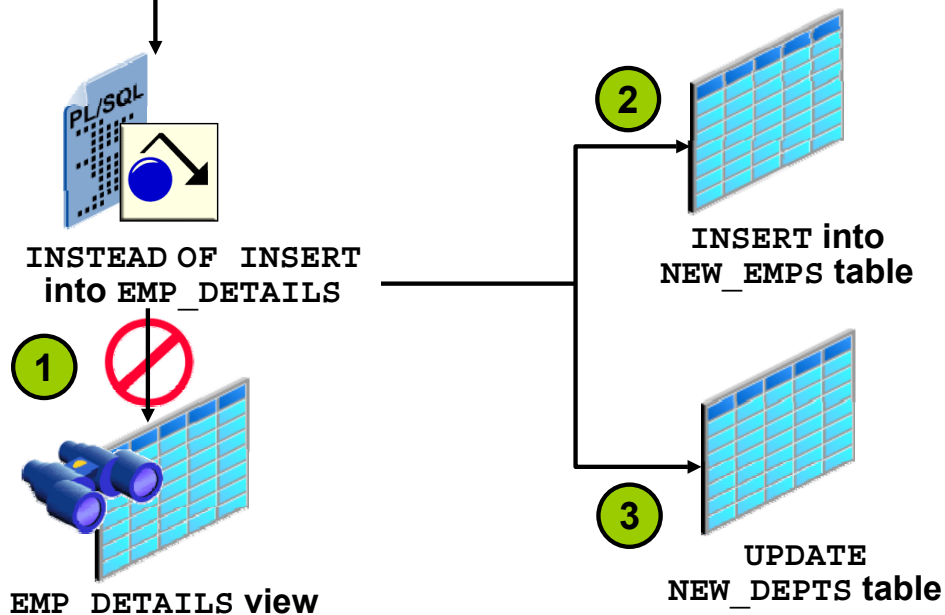 PL/SQL
INSTEAD OF INSERT
into EMP_DETAILS
1
EMP_DETAILS view
2
INSERT into
NEW_EMPS table
3
UPDATE
NEW_DEPTS table